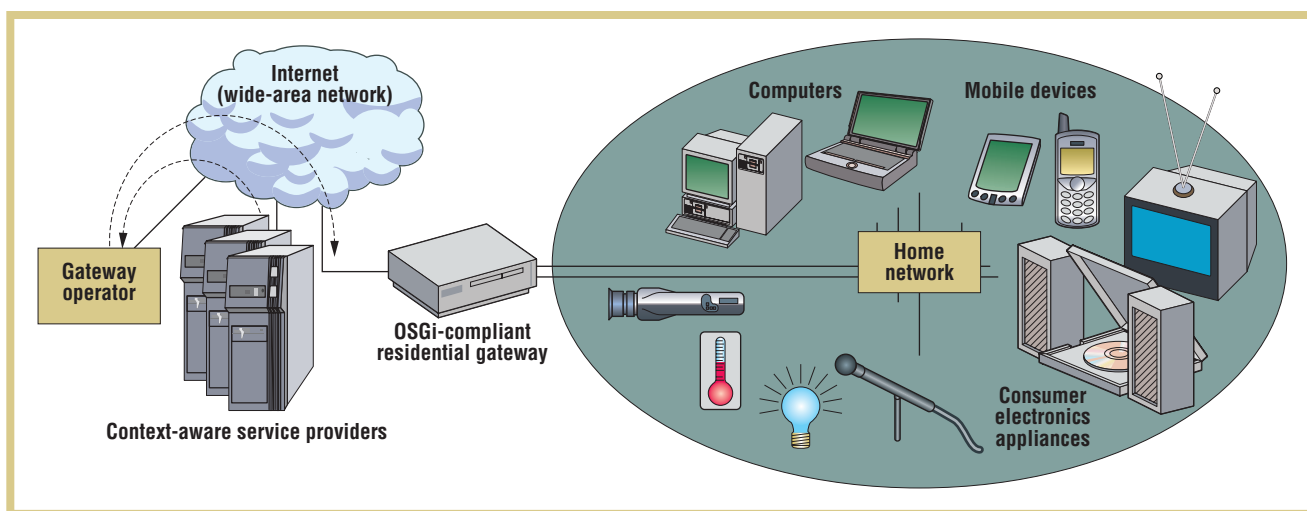 Internet
(wide-area network)
Gateway
operator
Context-aware service providers
OSGi-compliant
residential gateway
Computers
Mobile devices
Home
network
Consumer
electronics
appliances